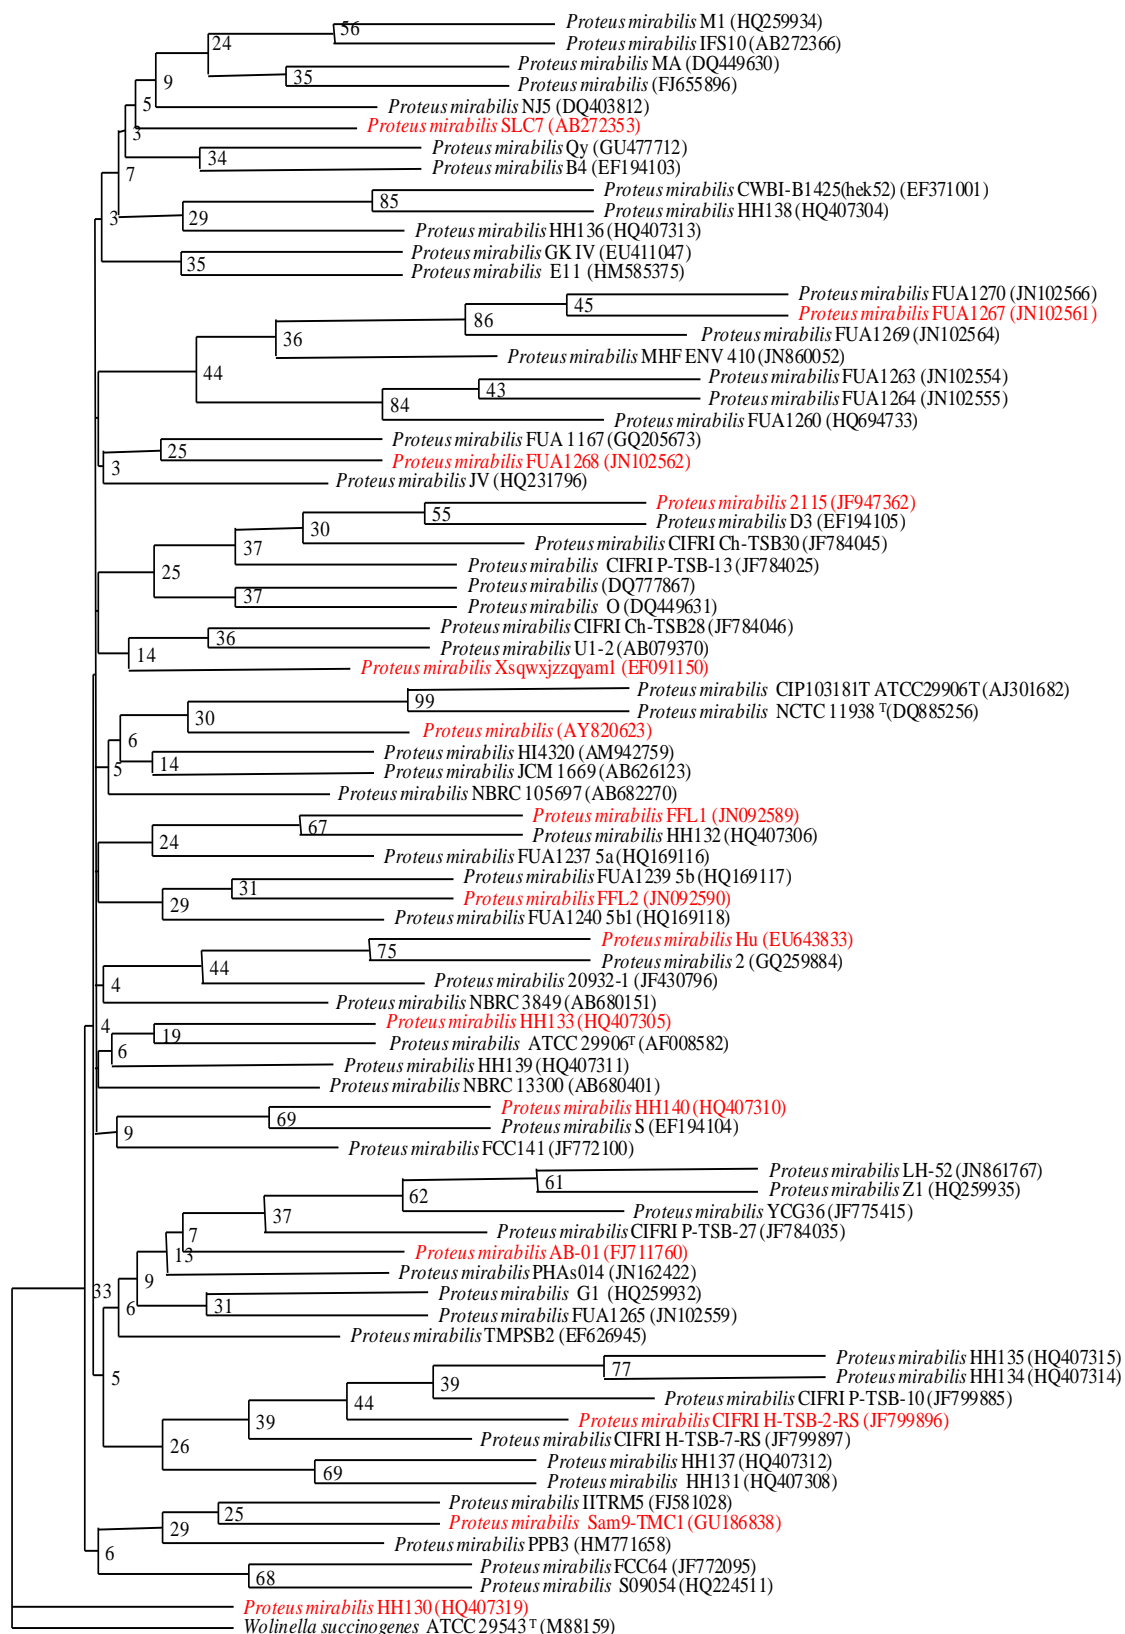 Proteus mirabilis M1 (HQ259934)
56
24
Proteus mirabilis IFS10 (AB272366)
Proteus mirabilis MA (DQ449630)
35
9
Proteus mirabilis (FJ655896)
5
Proteus mirabilis NJ5 (DQ403812)
3
Proteus mirabilis SLC7 (AB272353)
Proteus mirabilis Qy (GU477712)
34
7
Proteus mirabilis B4 (EF194103)
Proteus mirabilis CWBI-B1425(hek52) (EF371001)
85
3
29
Proteus mirabilis HH138 (HQ407304)
Proteus mirabilis HH136 (HQ407313)
Proteus mirabilis GK IV (EU411047)
35
Proteus mirabilis E11 (HM585375)
Proteus mirabilis FUA1270 (JN102566)
45
86
Proteus mirabilis FUA1267 (JN102561)
36
Proteus mirabilis FUA1269 (JN102564)
Proteus mirabilis MHF ENV 410 (JN860052)
44
Proteus mirabilis FUA1263 (JN102554)
43
84
Proteus mirabilis FUA1264 (JN102555)
Proteus mirabilis FUA1260 (HQ694733)
Proteus mirabilis FUA 1167 (GQ205673)
25
3
Proteus mirabilis FUA1268 (JN102562)
Proteus mirabilis JV (HQ231796)
Proteus mirabilis 2115 (JF947362)
55
30
Proteus mirabilis D3 (EF194105)
37
Proteus mirabilis CIFRI Ch-TSB30 (JF784045)
25
Proteus mirabilis CIFRI P-TSB-13 (JF784025)
Proteus mirabilis (DQ777867)
37
Proteus mirabilis O (DQ449631)
Proteus mirabilis CIFRI Ch-TSB28 (JF784046)
36
14
Proteus mirabilis U1-2 (AB079370)
Proteus mirabilis Xsqwxjzzqyam1 (EF091150)
Proteus mirabilis CIP103181T ATCC29906T (AJ301682)
99
30
Proteus mirabilis NCTC 11938 T (DQ885256)
6
Proteus mirabilis (AY820623)
5
Proteus mirabilis HI4320 (AM942759)
14
Proteus mirabilis JCM 1669 (AB626123)
Proteus mirabilis NBRC 105697 (AB682270)
Proteus mirabilis FFL1 (JN092589)
67
24
Proteus mirabilis HH132 (HQ407306)
Proteus mirabilis FUA1237 5a (HQ169116)
Proteus mirabilis FUA1239 5b (HQ169117)
31
29
Proteus mirabilis FFL2 (JN092590)
Proteus mirabilis FUA1240 5b1 (HQ169118)
Proteus mirabilis Hu (EU643833)
75
44
Proteus mirabilis 2 (GQ259884)
4
Proteus mirabilis 20932-1 (JF430796)
Proteus mirabilis NBRC 3849 (AB680151)
4
Proteus mirabilis HH133 (HQ407305)
19
6
Proteus mirabilis ATCC 29906T (AF008582)
Proteus mirabilis HH139 (HQ407311)
Proteus mirabilis NBRC 13300 (AB680401)
Proteus mirabilis HH140 (HQ407310)
69
9
Proteus mirabilis S (EF194104)
Proteus mirabilis FCC141 (JF772100)
Proteus mirabilis LH-52 (JN861767)
61
62
Proteus mirabilis Z1 (HQ259935)
37
Proteus mirabilis YCG36 (JF775415)
7
Proteus mirabilis CIFRI P-TSB-27 (JF784035)
13
Proteus mirabilis AB-01 (FJ711760)
9
Proteus mirabilis PHAs014 (JN162422)
33
Proteus mirabilis G1 (HQ259932)
6
31
Proteus mirabilis FUA1265 (JN102559)
Proteus mirabilis TMPSB2 (EF626945)
5
Proteus mirabilis HH135 (HQ407315)
77
39
Proteus mirabilis HH134 (HQ407314)
44
Proteus mirabilis CIFRI P-TSB-10 (JF799885)
39
Proteus mirabilis CIFRI H-TSB-2-RS (JF799896)
26
Proteus mirabilis CIFRI H-TSB-7-RS (JF799897)
Proteus mirabilis HH137 (HQ407312)
69
Proteus mirabilis HH131 (HQ407308)
Proteus mirabilis IITRM5 (FJ581028)
25
29
Proteus mirabilis Sam9-TMC1 (GU186838)
6
Proteus mirabilis PPB3 (HM771658)
Proteus mirabilis FCC64 (JF772095)
68
Proteus mirabilis S09054 (HQ224511)
Proteus mirabilis HH130 (HQ407319)
Wolinella succinogenes ATCC 29543 T (M88159)